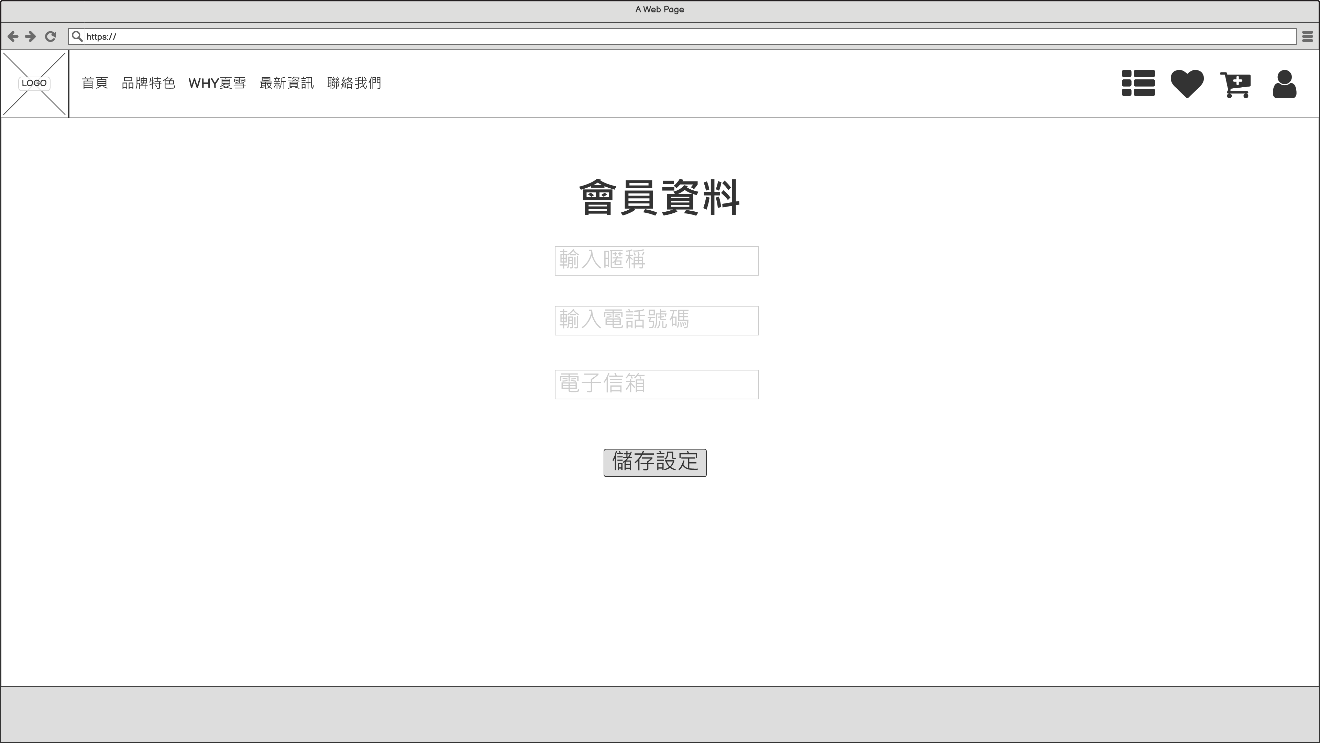 A Web Page
https://
LOGO
首頁 品牌特色 WHY夏雪 最新資訊 聯絡我們
會員資料
輸入暱稱
輸入電話號碼
電子信箱
儲存設定